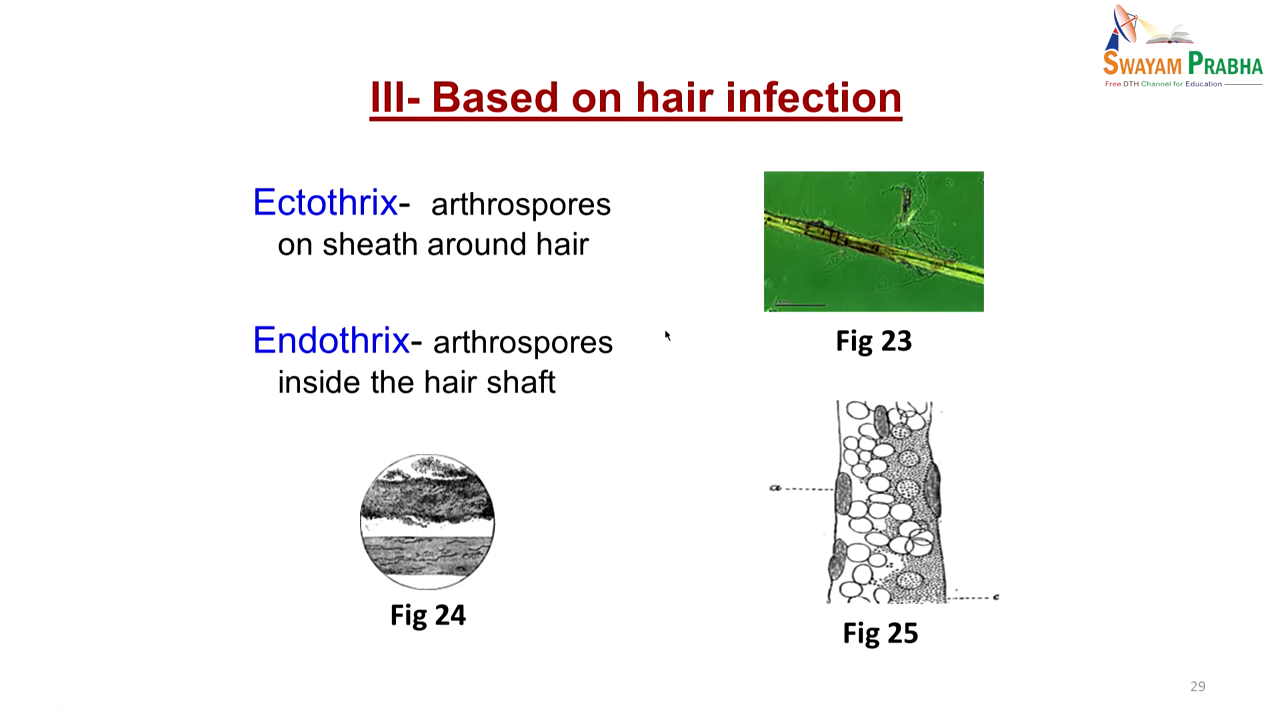 SWAYAM PRABHA
Free DTH Channel for Education
III- Based on hair infection
Ectothrix- arthrospores
on sheath around hair
Endothrix- arthrospores
inside the hair shaft
Fig 23
a
c
Fig 24
Fig 25
29